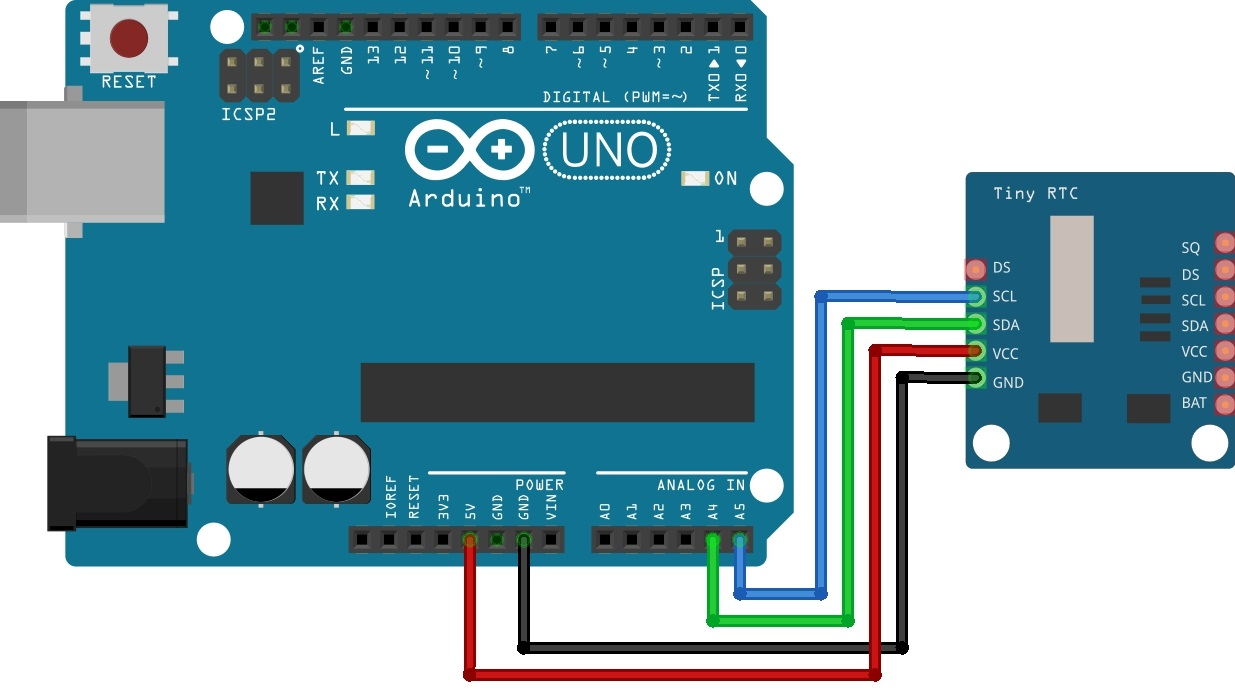 RESET
ICSP2
AREF
GND
13
12
~11
~10
~9
8
7
~6
~5
4
~3
2
TX0▶1
RX0◀0
DIGITAL (PWM=~)
L
TX
RX
Arduino™
UNO
ON
1
ICSP
IOREF
RESET
3V3
5V
GND
GND
VIN
POWER
A0
A1
A2
A3
A4
A5
ANALOG IN
Tiny RTC
DS
SCL
SDA
VCC
GND
SQ
DS
SCL
SDA
VCC
GND
BAT